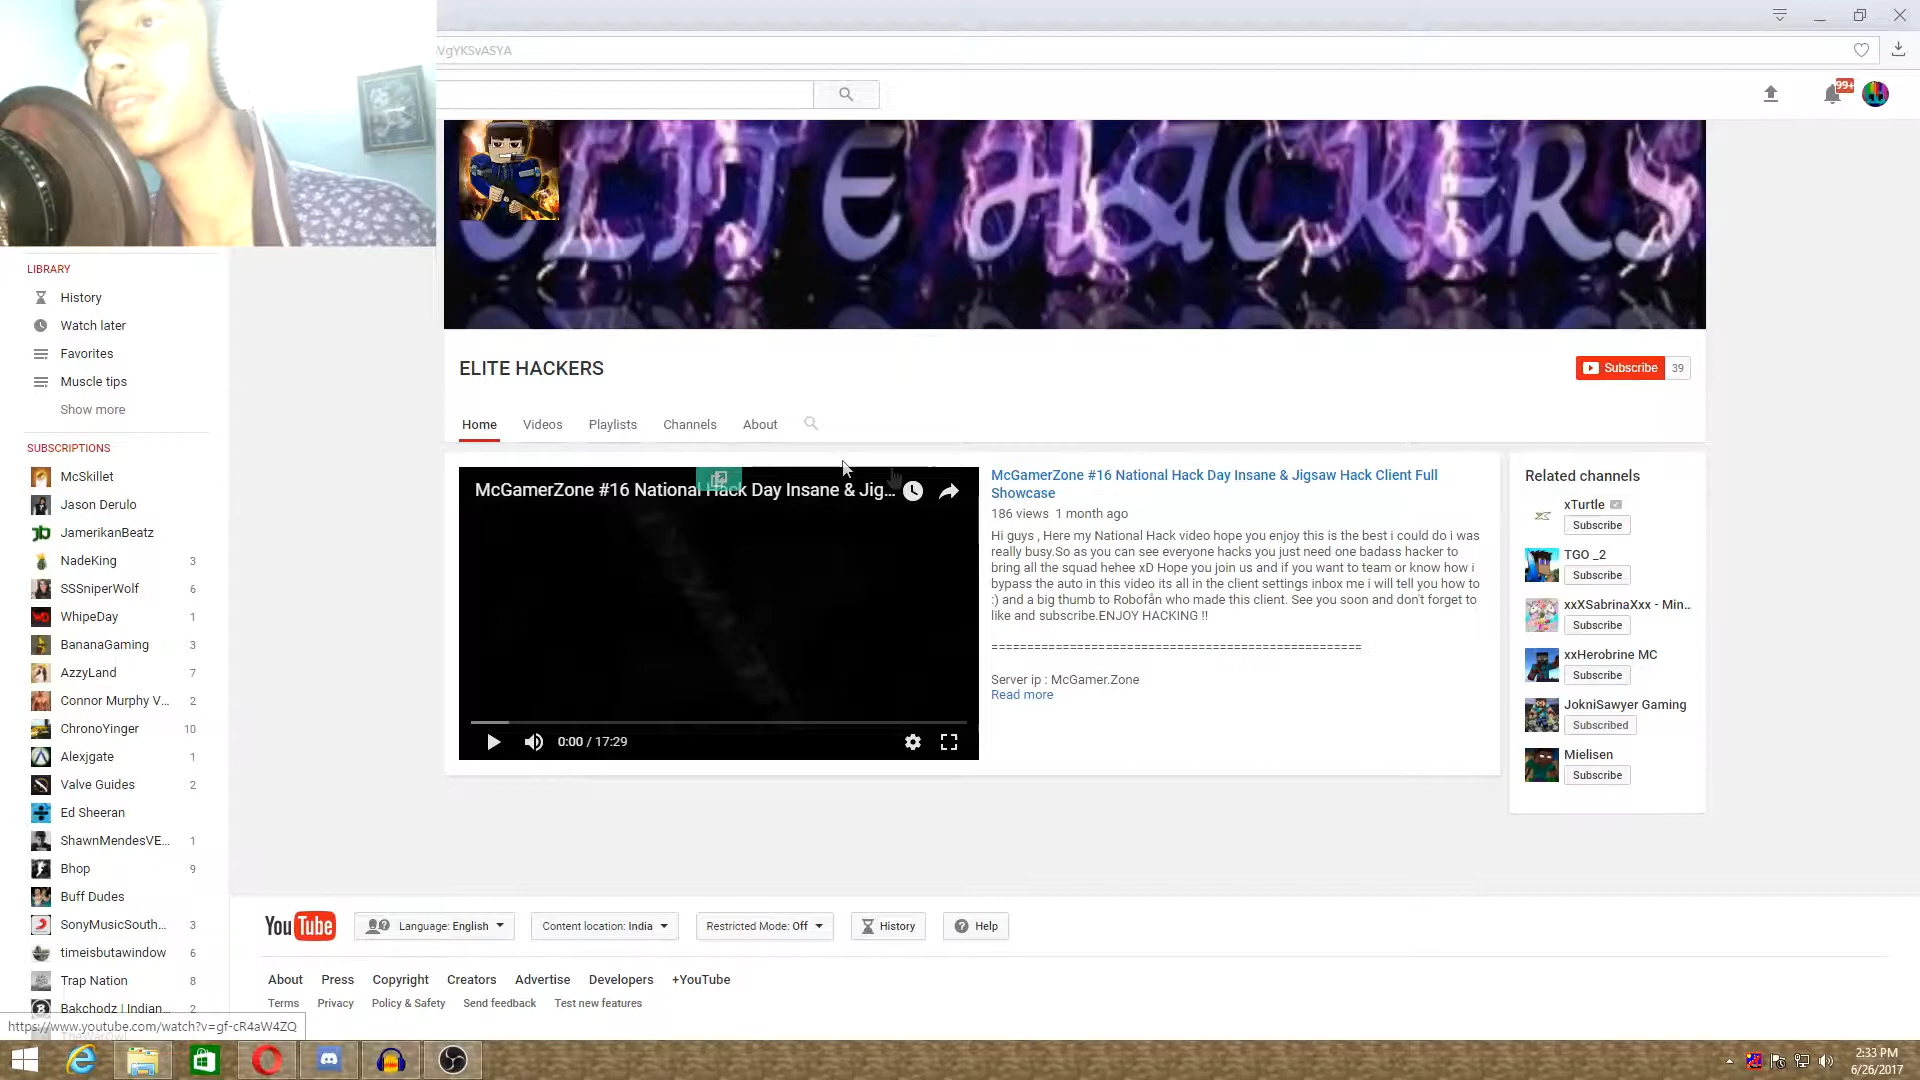 VgYKSvASYA
99+
ELITE HACKERS
LIBRARY
History
Watch later
Favorites
Muscle tips
Show more
SUBSCRIPTIONS
McSkillet
Jason Derulo
JamerikanBeatz
NadeKing 3
SSSniperWolf 6
WhipeDay 1
BananaGaming 3
AzzyLand 7
Connor Murphy V... 2
ChronoYinger 10
Alexjgate 1
Valve Guides 2
Ed Sheeran
ShawnMendesVE... 1
Bhop 9
Buff Dudes
SonyMusicSouth... 3
timeisbutawindow 6
Trap Nation 8
Bakchodz | Indian... 2
https://www.youtube.com/watch?v=gf-cR4aW4ZQ
ELITE HACKERS
Subscribe 39
Home Videos Playlists Channels About
McGamerZone #16 National Hack Day Insane & Jig...
0:00 / 17:29
McGamerZone #16 National Hack Day Insane & Jigsaw Hack Client Full
Showcase
186 views 1 month ago
Hi guys , Here my National Hack video hope you enjoy this is the best i could do i was
really busy.So as you can see everyone hacks you just need one badass hacker to
bring all the squad hehee xD Hope you join us and if you want to team or know how i
bypass the auto in this video its all in the client settings inbox me i will tell you how to
:) and a big thumb to Robofån who made this client. See you soon and don't forget to
like and subscribe.ENJOY HACKING !!
===================================================
Server ip : McGamer.Zone
Read more
Related channels
xTurtle
Subscribe
TGO _2
Subscribe
xxXSabrinaXxx - Min...
Subscribe
xxHerobrine MC
Subscribe
JokniSawyer Gaming
Subscribed
Mielisen
Subscribe
YouTube
Language: English
Content location: India
Restricted Mode: Off
History
Help
About Press Copyright Creators Advertise Developers +YouTube
Terms Privacy Policy & Safety Send feedback Test new features
2:33 PM
6/26/2017